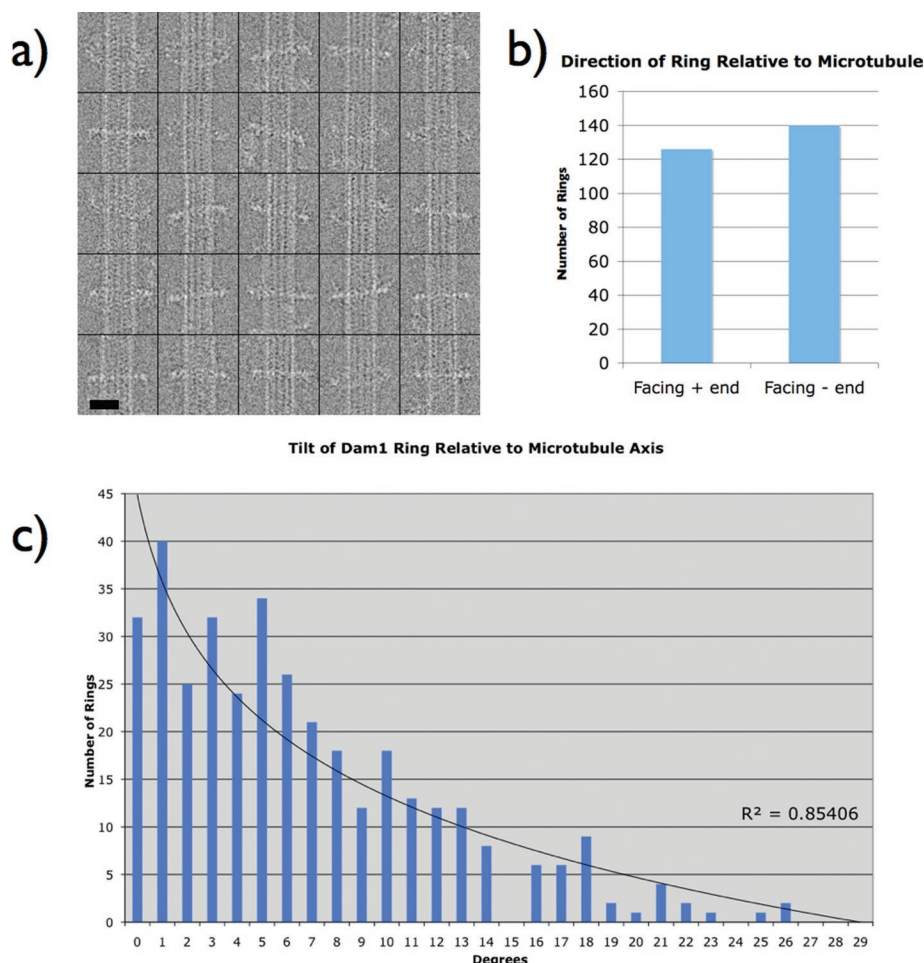 a)
b)
Direction of Ring Relative to Microtubule
160
140
120
100
80
60
40
20
0
Number of Rings
Facing + end
Facing - end
Tilt of Dam1 Ring Relative to Microtubule Axis
c)
45
40
35
30
25
20
15
10
5
0
Number of Rings
R² = 0.85406
0 1 2 3 4 5 6 7 8 9 10 11 12 13 14 15 16 17 18 19 20 21 22 23 24 25 26 27 28 29
Degrees